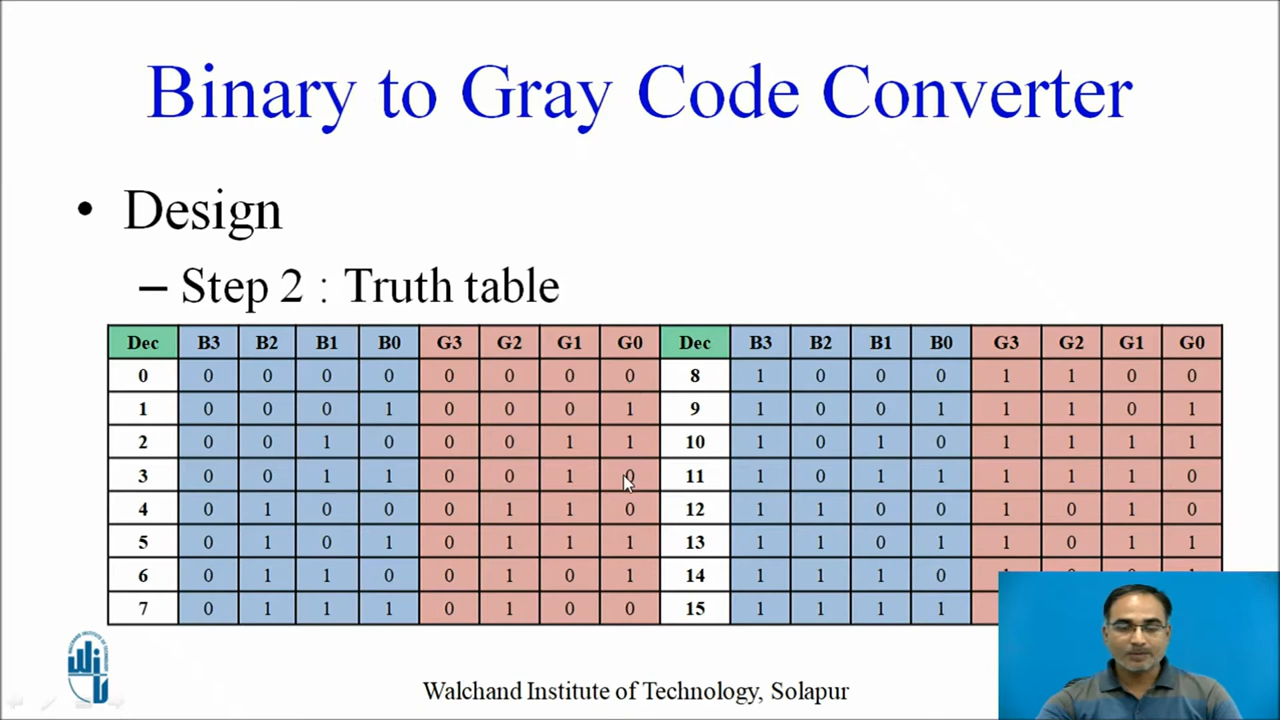 Binary to Gray Code Converter
• Design
– Step 2 : Truth table
Dec B3 B2 B1 B0 G3 G2 G1 G0 Dec B3 B2 B1 B0 G3 G2 G1 G0
0 0 0 0 0 0 0 0 0 8 1 0 0 0 1 1 0 0
1 0 0 0 1 0 0 0 1 9 1 0 0 1 1 1 0 1
2 0 0 1 0 0 0 1 1 10 1 0 1 0 1 1 1 1
3 0 0 1 1 0 0 1 0 11 1 0 1 1 1 1 1 0
4 0 1 0 0 0 1 1 0 12 1 1 0 0 1 0 1 0
5 0 1 0 1 0 1 1 1 13 1 1 0 1 1 0 1 1
6 0 1 1 0 0 1 0 1 14 1 1 1 0
7 0 1 1 1 0 1 0 0 15 1 1 1 1
Walchand Institute of Technology, Solapur